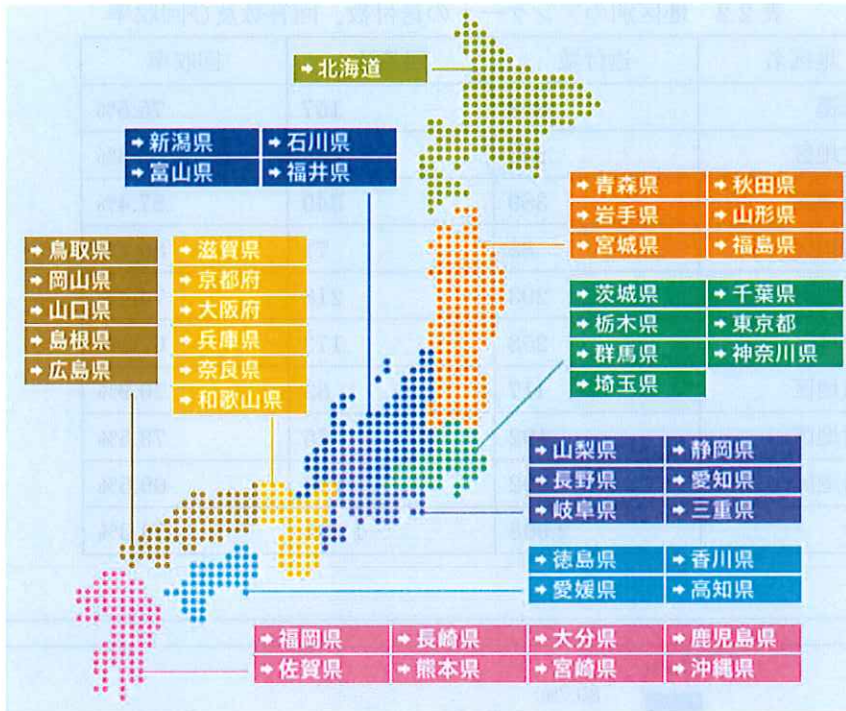 ➔北海道
➔新潟県 ➔石川県
➔富山県 ➔福井県
➔青森県 ➔秋田県
➔岩手県 ➔山形県
➔宮城県 ➔福島県
➔鳥取県
➔岡山県
➔山口県
➔島根県
➔広島県
➔滋賀県
➔京都府
➔大阪府
➔兵庫県
➔奈良県
➔和歌山県
➔茨城県 ➔千葉県
➔栃木県 ➔東京都
➔群馬県 ➔神奈川県
➔埼玉県
➔山梨県 ➔静岡県
➔長野県 ➔愛知県
➔岐阜県 ➔三重県
➔徳島県 ➔香川県
➔愛媛県 ➔高知県
➔福岡県 ➔長崎県 ➔大分県 ➔鹿児島県
➔佐賀県 ➔熊本県 ➔宮崎県 ➔沖縄県